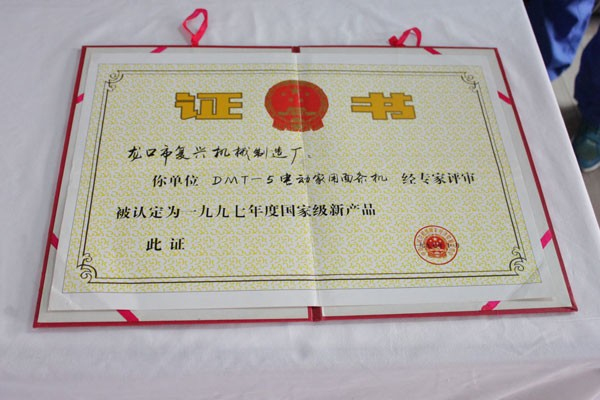 证书
龙口市复兴机械制造厂、
你单位 DMT-5电动家用面条机 经专家评审
被认定为一九九七年度国家级新产品
此证